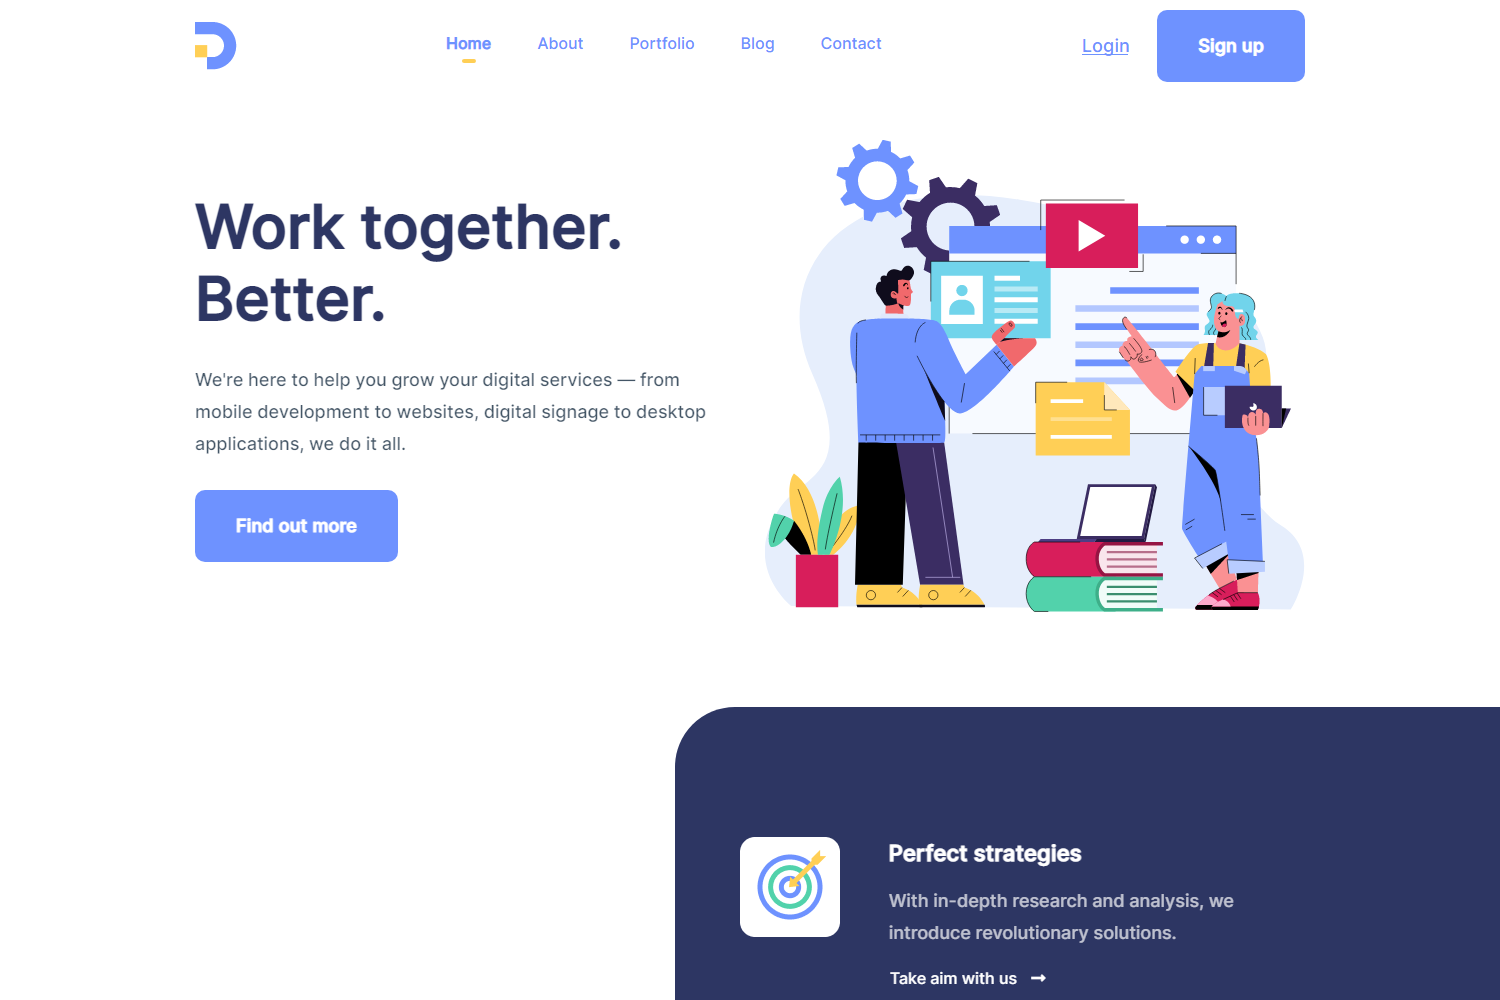 Home About Portfolio Blog Contact Login Sign up
Work together.
Better.
We're here to help you grow your digital services — from
mobile development to websites, digital signage to desktop
applications, we do it all.
Find out more
Perfect strategies
With in-depth research and analysis, we
introduce revolutionary solutions.
Take aim with us